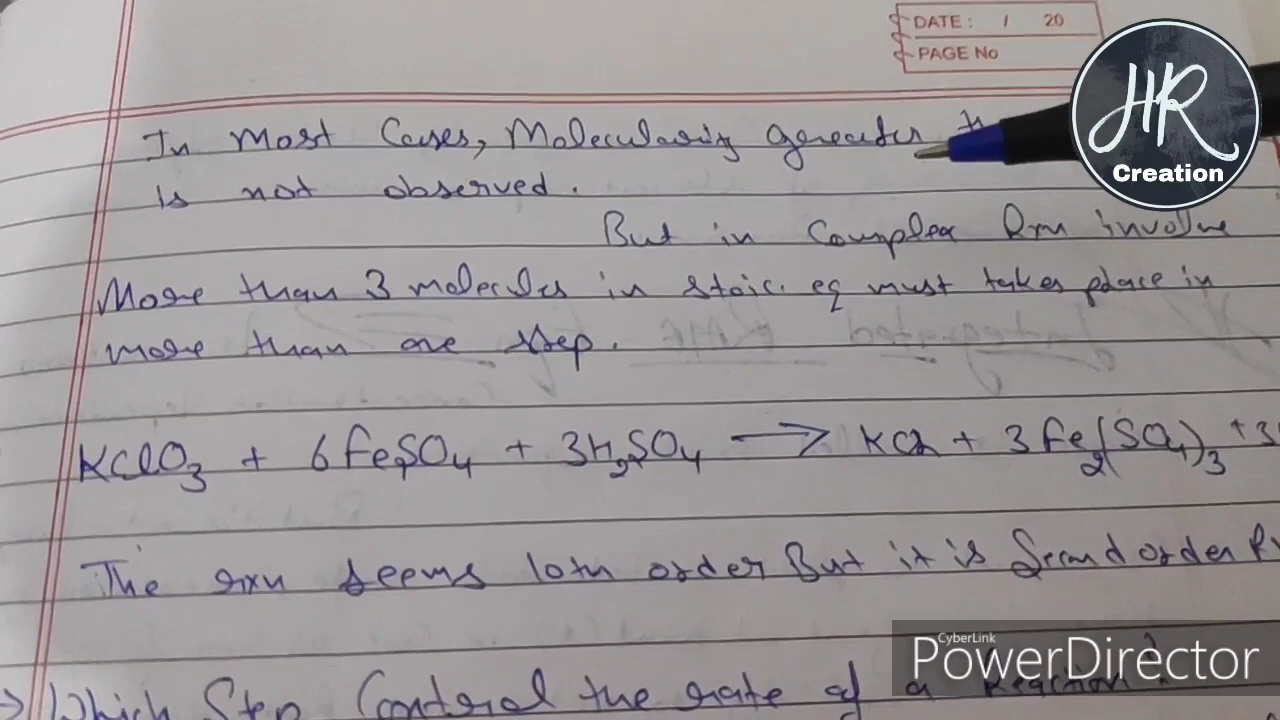 DATE: / 20
PAGE No
HR
Creation
In Most Cases, Molecularity gereater
is not observed.
But in Complex Rxn involve
More than 3 molecules in stoic. eq must takes place in
more than one step.
KClO3 + 6FeSO4 + 3H2SO4 → KCl + 3Fe2(SO4)3 + 3
The rxn seems 10th order But it is Second order
CyberLink
PowerDirector
→ Which Step Control the rate of a Reaction?